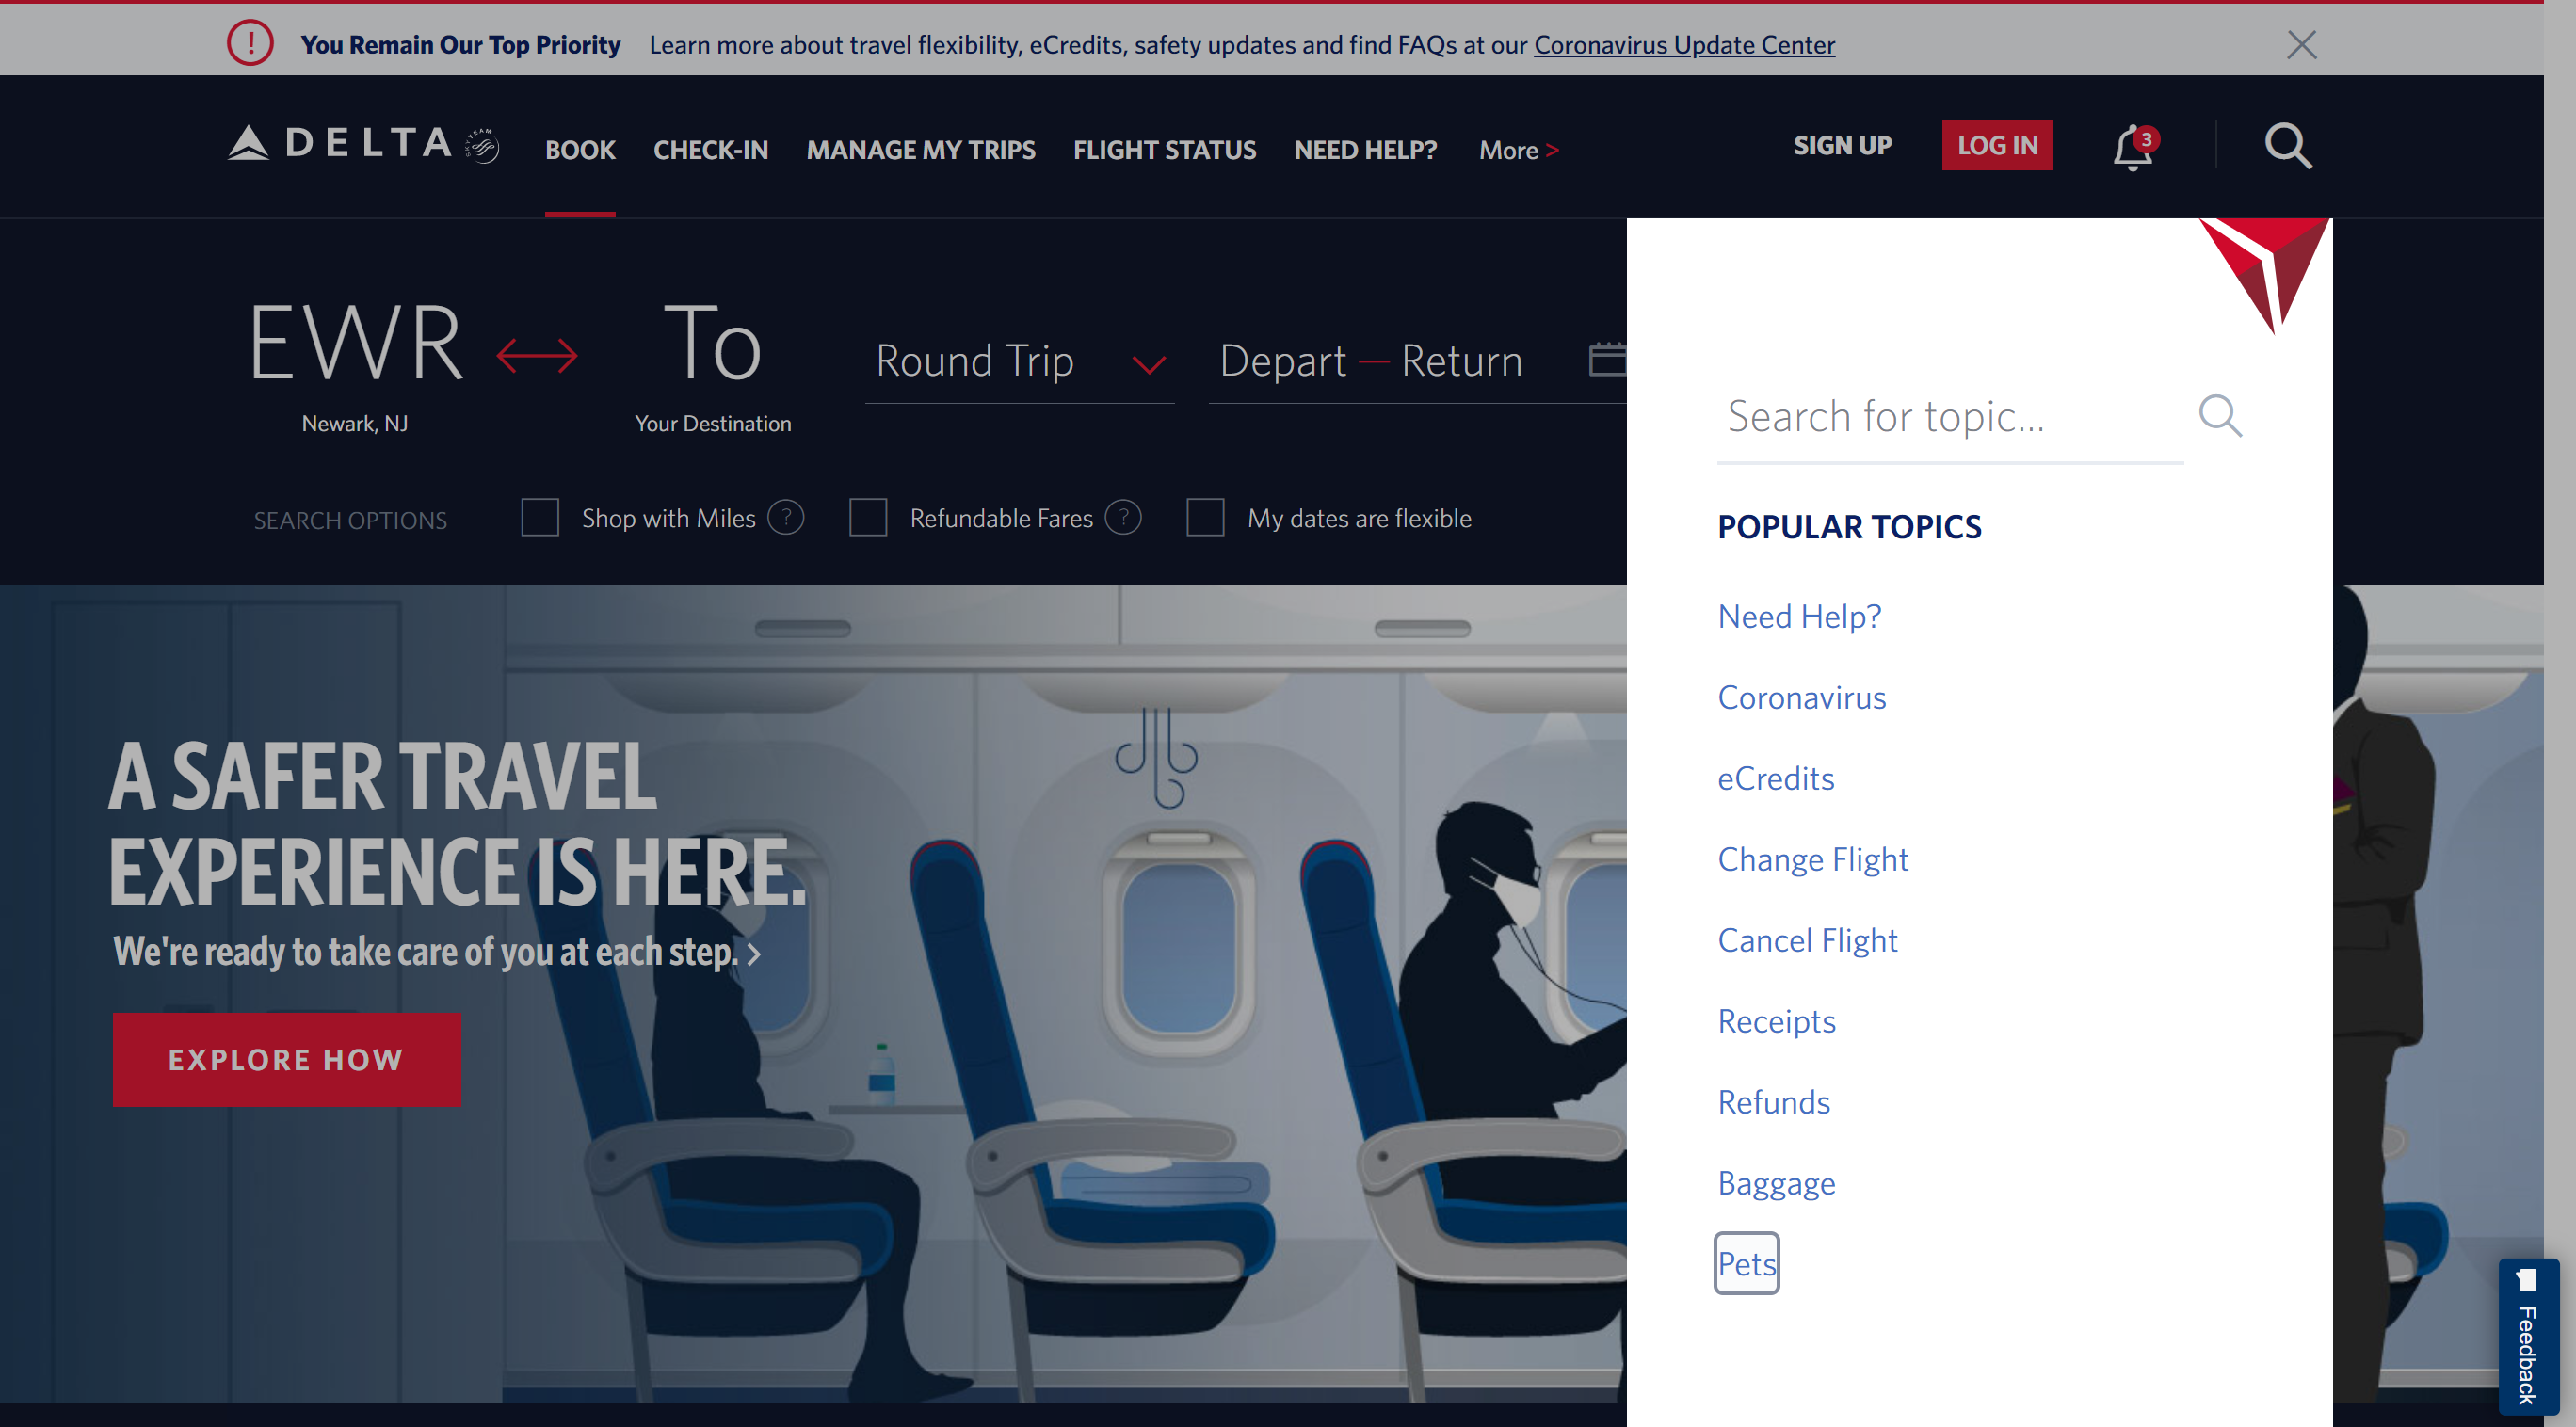 You Remain Our Top Priority Learn more about travel flexibility, eCredits, safety updates and find FAQs at our Coronavirus Update Center
DELTA SKYTEAM BOOK CHECK-IN MANAGE MY TRIPS FLIGHT STATUS NEED HELP? More > SIGN UP LOG IN 3
EWR To Round Trip Depart — Return
Newark, NJ Your Destination
SEARCH OPTIONS Shop with Miles ? Refundable Fares ? My dates are flexible
A SAFER TRAVEL
EXPERIENCE IS HERE.
We're ready to take care of you at each step. >
EXPLORE HOW
Search for topic...
POPULAR TOPICS
Need Help?
Coronavirus
eCredits
Change Flight
Cancel Flight
Receipts
Refunds
Baggage
Pets
Feedback